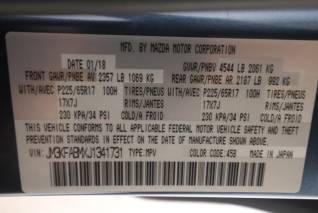 MFD. BY MAZDA MOTOR CORPORATION
DATE 01/18 GVWR/PNBV 4544 LB 2061 KG
FRONT GAWR/PNBE AV 2357 LB 1069 KG REAR GAWR/PNBE AR 2187 LB 992 KG
WITH/AVEC P225/65R17 100H TIRES/PNEUS WITH/AVEC P225/65R17 100H TIRES/PNEUS
17X7J RIMS/JANTES 17X7J RIMS/JANTES
230 KPA/34 PSI COLD/A FROID 230 KPA/34 PSI COLD/A FROID
THIS VEHICLE CONFORMS TO ALL APPLICABLE FEDERAL MOTOR VEHICLE SAFETY, BUMPER, AND THEFT
PREVENTION STANDARDS IN EFFECT ON THE DATE OF MANUFACTURE SHOWN ABOVE.
TYPE:MPV COLOR/COULEUR:45B MADE IN JAPAN